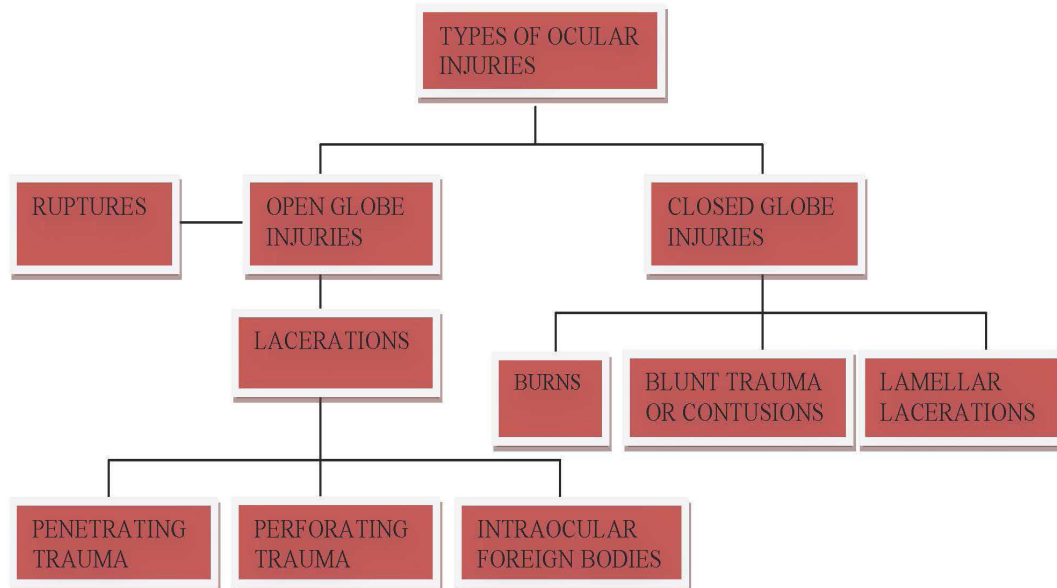 TYPES OF OCULAR
INJURIES
RUPTURES
OPEN GLOBE
INJURIES
CLOSED GLOBE
INJURIES
LACERATIONS
BURNS
BLUNT TRAUMA
OR CONTUSIONS
LAMELLAR
LACERATIONS
PENETRATING
TRAUMA
PERFORATING
TRAUMA
INTRAOCULAR
FOREIGN BODIES